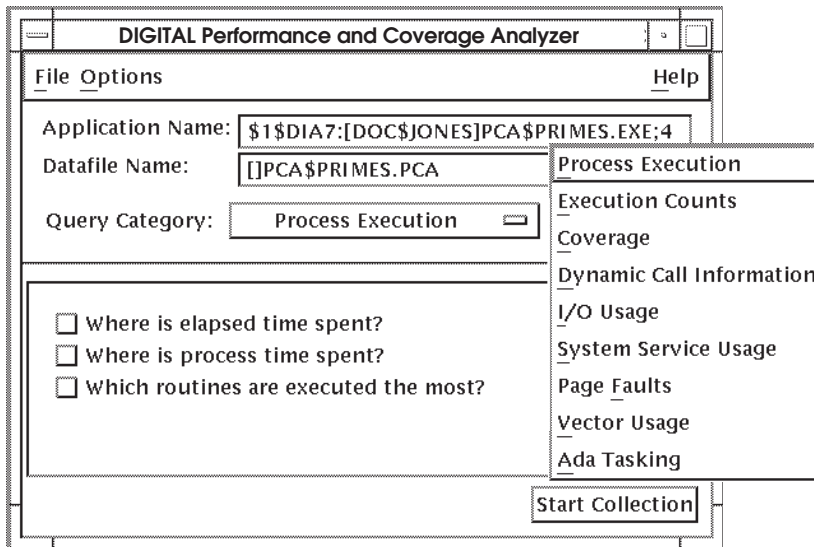 DIGITAL Performance and Coverage Analyzer
File Options Help
Application Name: $1$DIA7:[DOC$JONES]PCA$PRIMES.EXE;4
Datafile Name: []PCA$PRIMES.PCA
Query Category: Process Execution
Process Execution
Execution Counts
Coverage
Dynamic Call Information
I/O Usage
System Service Usage
Page Faults
Vector Usage
Ada Tasking
Where is elapsed time spent?
Where is process time spent?
Which routines are executed the most?
Start Collection